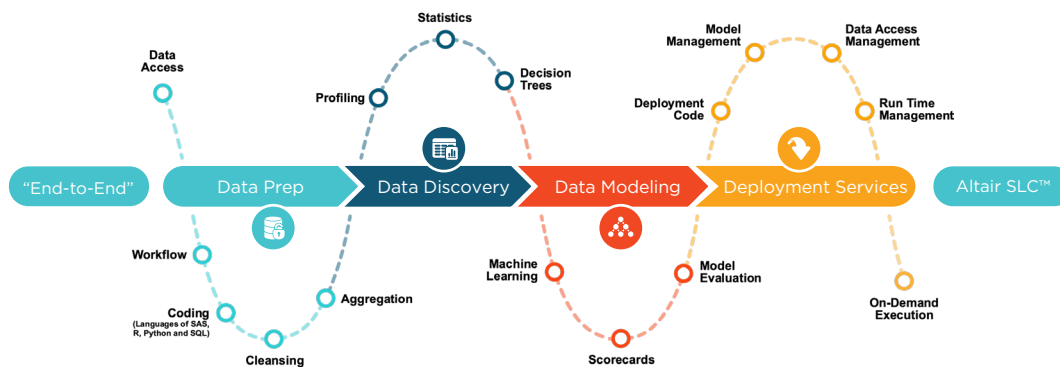 Statistics
Data
Access
Model
Management
Data Access
Management
Profiling
Decision
Trees
Deployment
Code
Run Time
Management
“End-to-End”
Data Prep
Data Discovery
Data Modeling
Deployment Services
Altair SLC™
Workflow
Machine
Learning
Model
Evaluation
Aggregation
Coding
(Languages of SAS,
R, Python and SQL)
On-Demand
Execution
Cleansing
Scorecards